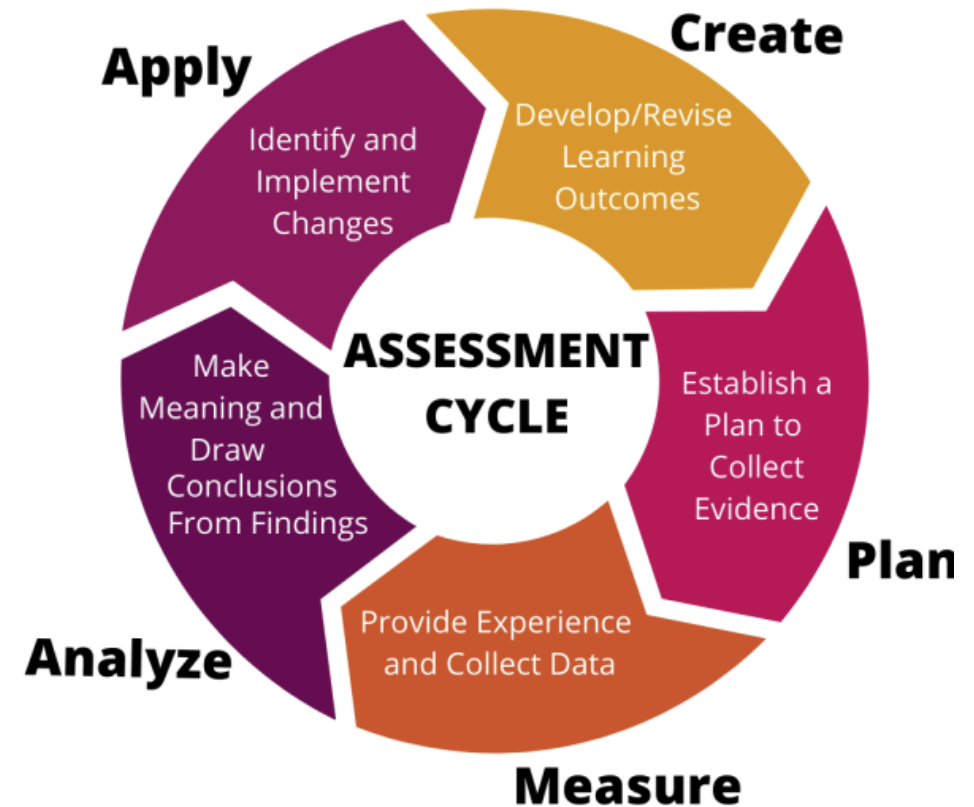 ASSESSMENT
CYCLE
Create
Develop/Revise
Learning
Outcomes
Plan
Establish a
Plan to
Collect
Evidence
Measure
Provide Experience
and Collect Data
Analyze
Make
Meaning and
Draw
Conclusions
From Findings
Apply
Identify and
Implement
Changes